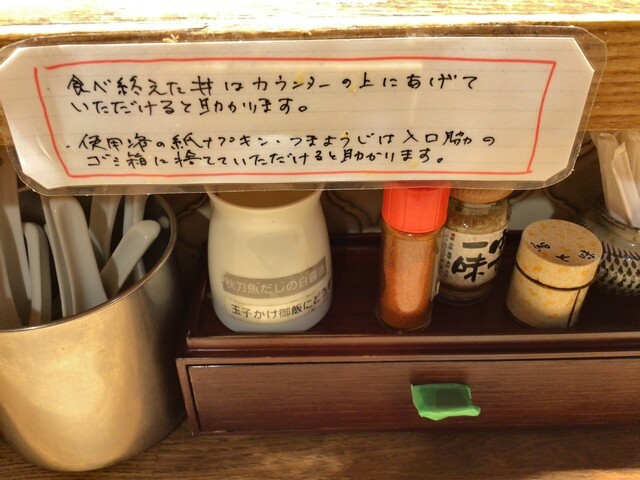 食べ終えた丼はカウンターの上にあげて
いただけると助かります。
・使用済の紙ナプキン・つまようじは入口脇の
ゴミ箱に捨てていただけると助かります。
秋刀魚だしの白醤油
玉子かけ御飯にどう
一味